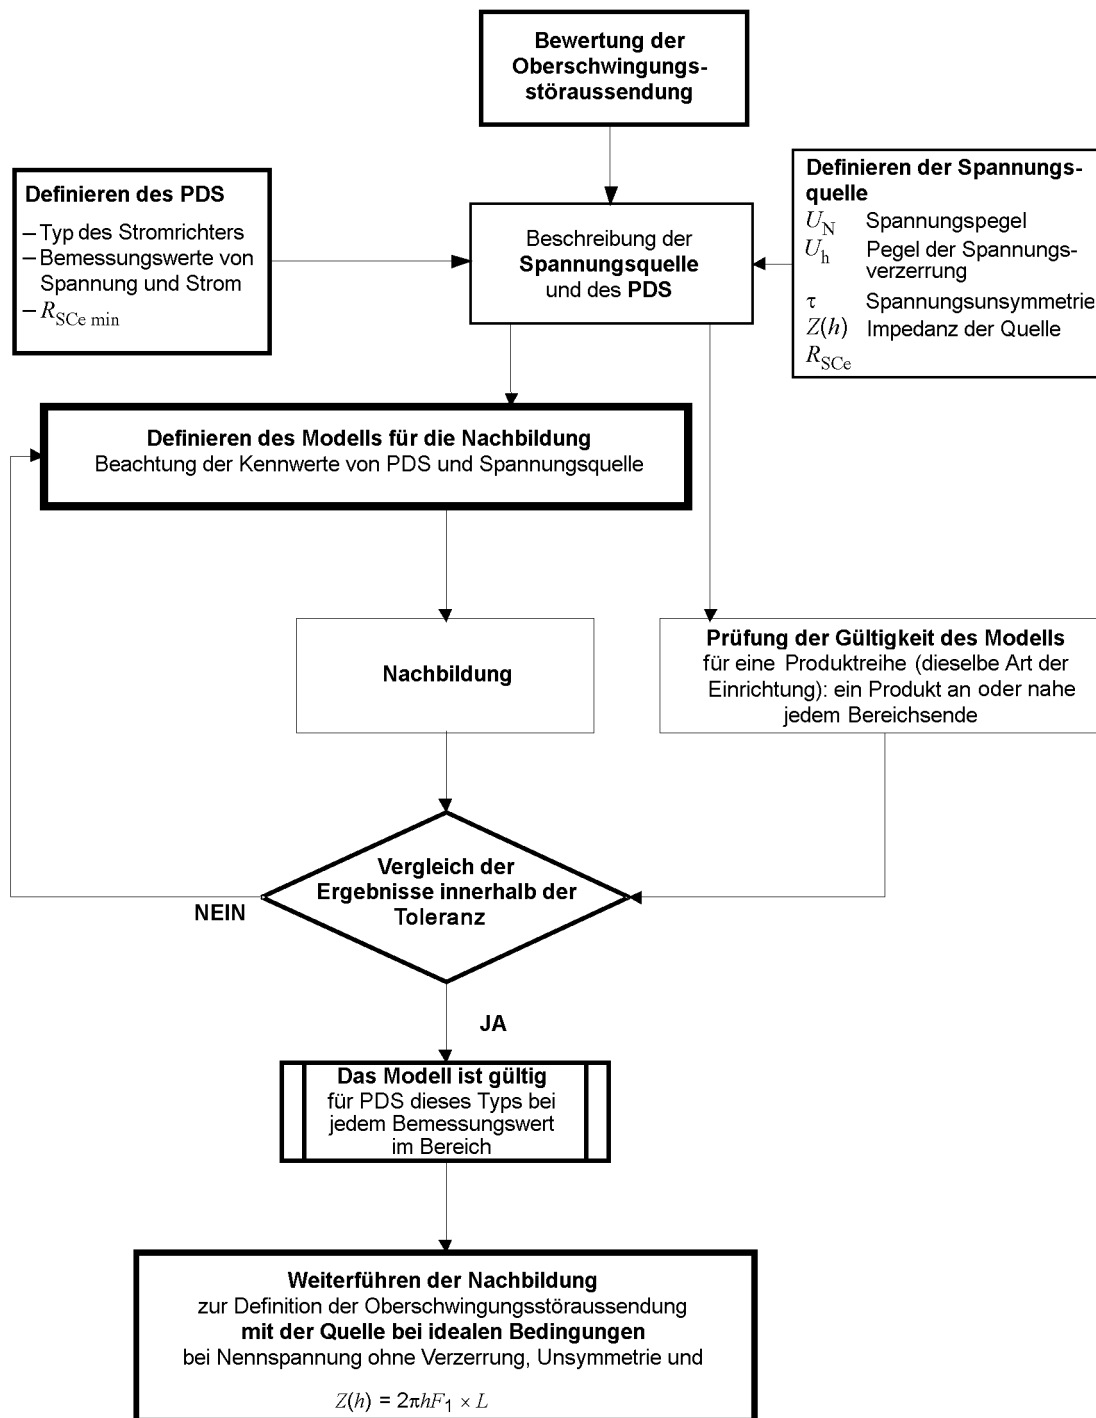 Bewertung der
Oberschwingungs-
störaussendung
Definieren des PDS
– Typ des Stromrichters
– Bemessungswerte von
Spannung und Strom
– R_SCe min
Beschreibung der
Spannungsquelle
und des PDS
Definieren der Spannungs-
quelle
U_N Spannungspegel
U_h Pegel der Spannungs-
verzerrung
τ Spannungsunsymmetrie
Z(h) Impedanz der Quelle
R_SCe
Definieren des Modells für die Nachbildung
Beachtung der Kennwerte von PDS und Spannungsquelle
Nachbildung
Prüfung der Gültigkeit des Modells
für eine Produktreihe (dieselbe Art der
Einrichtung): ein Produkt an oder nahe
jedem Bereichsende
Vergleich der
Ergebnisse innerhalb der
Toleranz
NEIN
JA
Das Modell ist gültig
für PDS dieses Typs bei
jedem Bemessungswert
im Bereich
Weiterführen der Nachbildung
zur Definition der Oberschwingungsstöraussendung
mit der Quelle bei idealen Bedingungen
bei Nennspannung ohne Verzerrung, Unsymmetrie und
Z(h) = 2πhF₁ × L